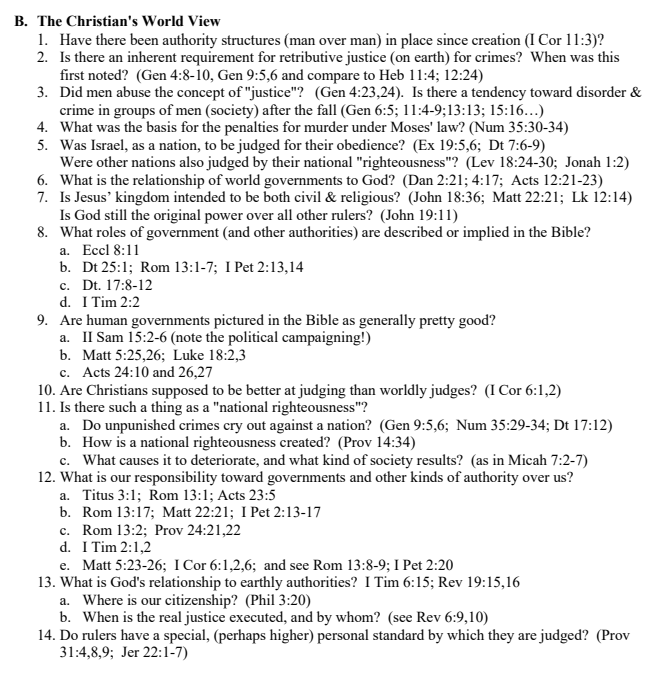 B. The Christian's World View
1. Have there been authority structures (man over man) in place since creation (I Cor 11:3)?
2. Is there an inherent requirement for retributive justice (on earth) for crimes? When was this
first noted? (Gen 4:8-10, Gen 9:5,6 and compare to Heb 11:4; 12:24)
3. Did men abuse the concept of "justice"? (Gen 4:23,24). Is there a tendency toward disorder &
crime in groups of men (society) after the fall (Gen 6:5; 11:4-9;13:13; 15:16…)
4. What was the basis for the penalties for murder under Moses' law? (Num 35:30-34)
5. Was Israel, as a nation, to be judged for their obedience? (Ex 19:5,6; Dt 7:6-9)
Were other nations also judged by their national "righteousness"? (Lev 18:24-30; Jonah 1:2)
6. What is the relationship of world governments to God? (Dan 2:21; 4:17; Acts 12:21-23)
7. Is Jesus' kingdom intended to be both civil & religious? (John 18:36; Matt 22:21; Lk 12:14)
Is God still the original power over all other rulers? (John 19:11)
8. What roles of government (and other authorities) are described or implied in the Bible?
a. Eccl 8:11
b. Dt 25:1; Rom 13:1-7; I Pet 2:13,14
c. Dt. 17:8-12
d. I Tim 2:2
9. Are human governments pictured in the Bible as generally pretty good?
a. II Sam 15:2-6 (note the political campaigning!)
b. Matt 5:25,26; Luke 18:2,3
c. Acts 24:10 and 26,27
10. Are Christians supposed to be better at judging than worldly judges? (I Cor 6:1,2)
11. Is there such a thing as a "national righteousness"?
a. Do unpunished crimes cry out against a nation? (Gen 9:5,6; Num 35:29-34; Dt 17:12)
b. How is a national righteousness created? (Prov 14:34)
c. What causes it to deteriorate, and what kind of society results? (as in Micah 7:2-7)
12. What is our responsibility toward governments and other kinds of authority over us?
a. Titus 3:1; Rom 13:1; Acts 23:5
b. Rom 13:17; Matt 22:21; I Pet 2:13-17
c. Rom 13:2; Prov 24:21,22
d. I Tim 2:1,2
e. Matt 5:23-26; I Cor 6:1,2,6; and see Rom 13:8-9; I Pet 2:20
13. What is God's relationship to earthly authorities? I Tim 6:15; Rev 19:15,16
a. Where is our citizenship? (Phil 3:20)
b. When is the real justice executed, and by whom? (see Rev 6:9,10)
14. Do rulers have a special, (perhaps higher) personal standard by which they are judged? (Prov
31:4,8,9; Jer 22:1-7)